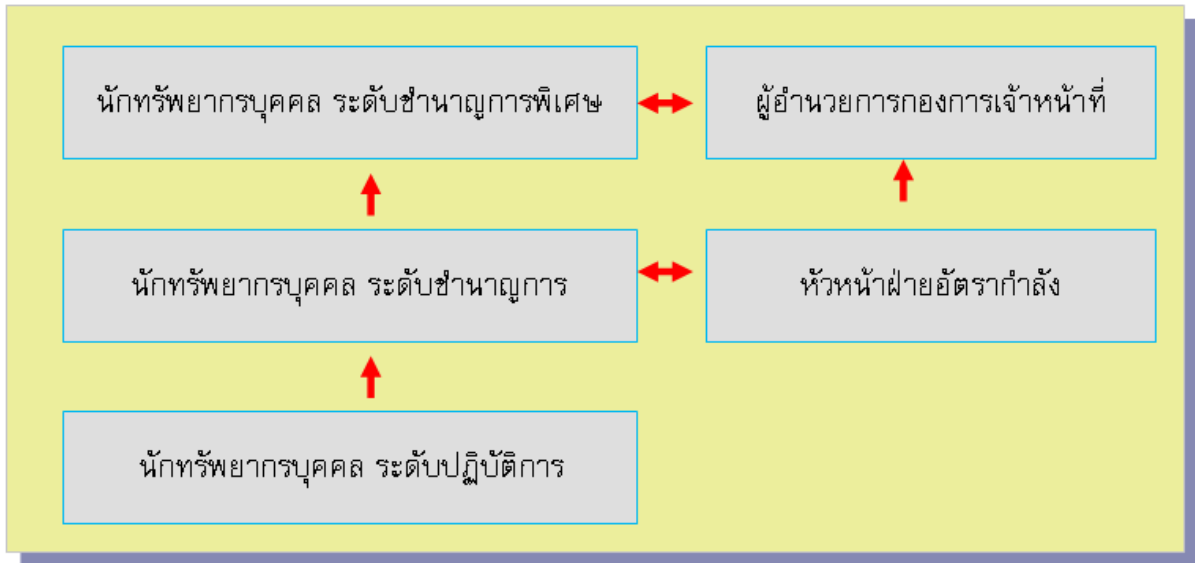 นักทรัพยากรบุคคล ระดับชำนาญการพิเศษ
ผู้อำนวยการกองการเจ้าหน้าที่
นักทรัพยากรบุคคล ระดับชำนาญการ
หัวหน้าฝ่ายอัตรากำลัง
นักทรัพยากรบุคคล ระดับปฏิบัติการ